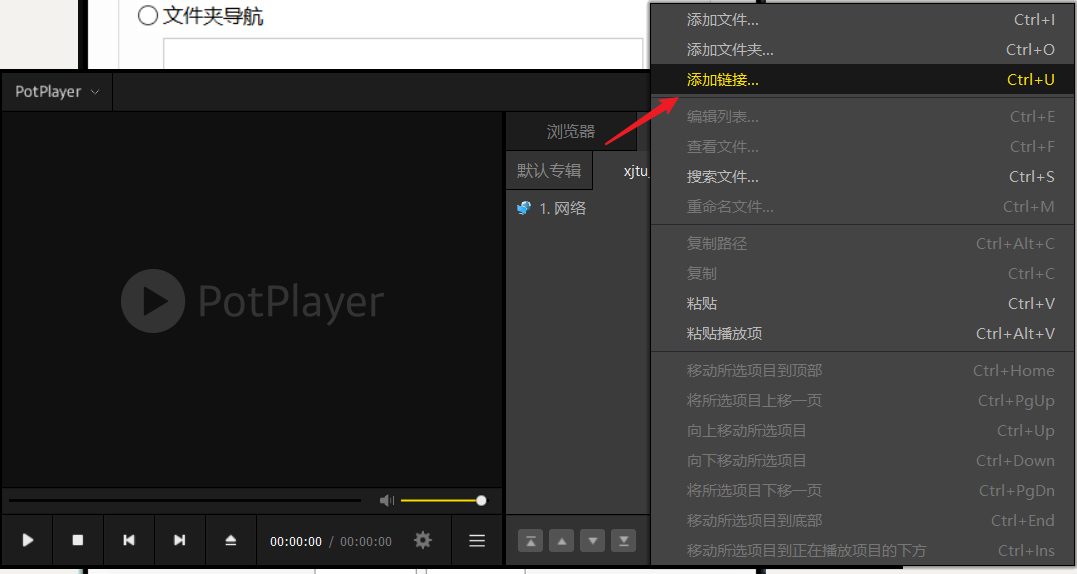 文件夹导航
PotPlayer
浏览器
默认专辑
xjtu_
1. 网络
PotPlayer
00:00:00 / 00:00:00
添加文件... Ctrl+I
添加文件夹... Ctrl+O
添加链接... Ctrl+U
编辑列表... Ctrl+E
查看文件... Ctrl+F
搜索文件... Ctrl+S
重命名文件... Ctrl+M
复制路径 Ctrl+Alt+C
复制 Ctrl+C
粘贴 Ctrl+V
粘贴播放项 Ctrl+Alt+V
移动所选项目到顶部 Ctrl+Home
将所选项目上移一页 Ctrl+PgUp
向上移动所选项目 Ctrl+Up
向下移动所选项目 Ctrl+Down
将所选项目下移一页 Ctrl+PgDn
移动所选项目到底部 Ctrl+End
移动所选项目到正在播放项目的下方 Ctrl+Ins